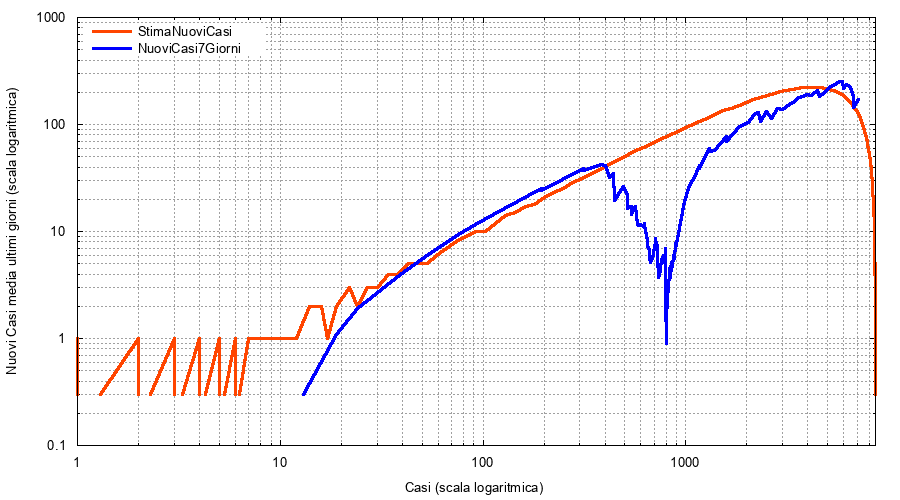 1000
StimaNuoviCasi
NuoviCasi7Giorni
100
10
1
0.1
Nuovi Casi media ultimi giorni (scala logaritmica)
1
10
100
1000
Casi (scala logaritmica)